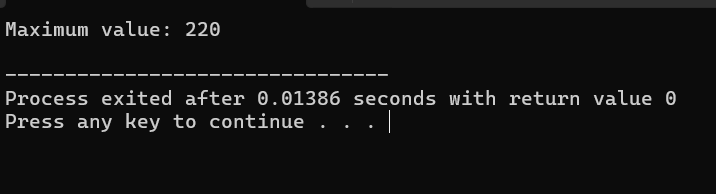 Maximum value: 220
--------------------------------
Process exited after 0.01386 seconds with return value 0
Press any key to continue . . .